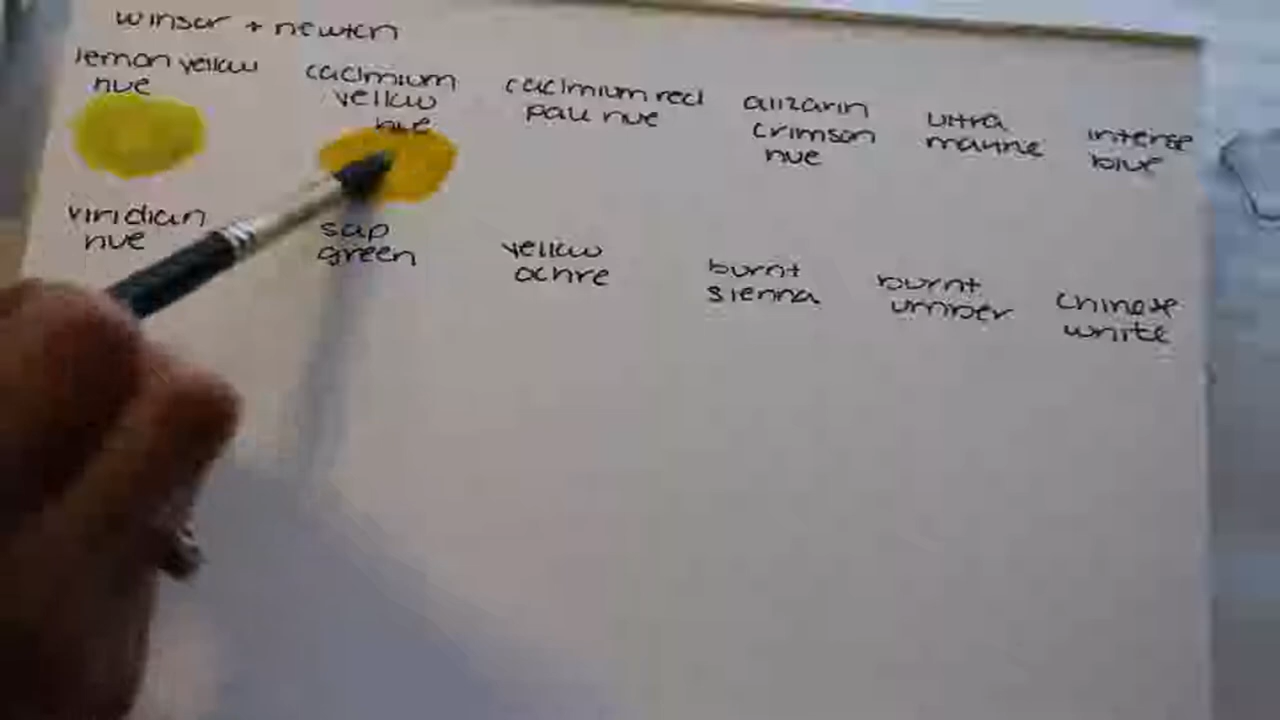 winsor + newton
lemon yellow
hue
cadmium
yellow
hue
cadmium red
pale hue
alizarin
crimson
hue
ultra
marine
intense
blue
viridian
hue
sap
green
yellow
ochre
burnt
sienna
burnt
umber
chinese
white